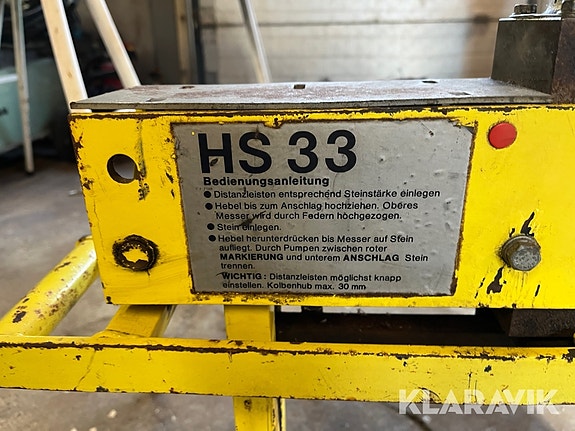 HS 33
Bedienungsanleitung
● Distanzleisten entsprechend Steinstärke einlegen
● Hebel bis zum Anschlag hochziehen. Oberes
Messer wird durch Federn hochgezogen.
● Stein einlegen.
● Hebel herunterdrücken bis Messer auf Stein
aufliegt. Durch Pumpen zwischen roter
MARKIERUNG und unterem ANSCHLAG Stein
trennen.
WICHTIG : Distanzleisten möglichst knapp
einstellen. Kolbenhub max. 30 mm
KLARAVIK